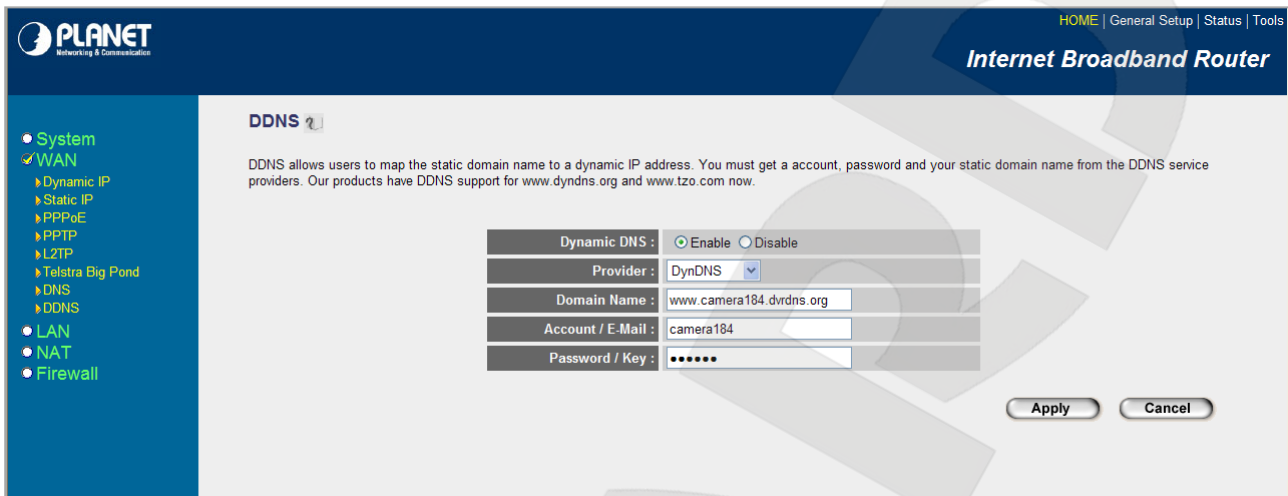 PLANET
Networking & Communication
HOME | General Setup | Status | Tools
Internet Broadband Router
System
WAN
Dynamic IP
Static IP
PPPoE
PPTP
L2TP
Telstra Big Pond
DNS
DDNS
LAN
NAT
Firewall
DDNS
DDNS allows users to map the static domain name to a dynamic IP address. You must get a account, password and your static domain name from the DDNS service
providers. Our products have DDNS support for www.dyndns.org and www.tzo.com now.
Dynamic DNS : Enable Disable
Provider : DynDNS
Domain Name : www.camera184.dvrdns.org
Account / E-Mail : camera184
Password / Key : ••••••
Apply Cancel